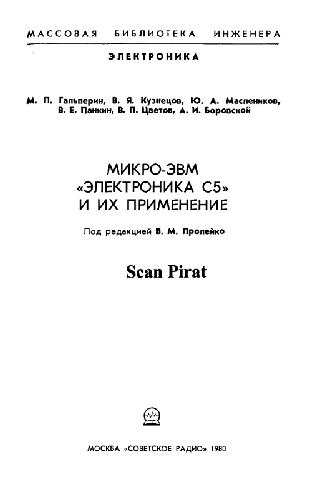 МАССОВАЯ БИБЛИОТЕКА ИНЖЕНЕРА
ЭЛЕКТРОНИКА
М. П. Гальперин, В. Я. Кузнецов, Ю. А. Маслеников,
В. Е. Панкин, В. П. Цветов, А. И. Боровской
МИКРО-ЭВМ
«ЭЛЕКТРОНИКА С5»
И ИХ ПРИМЕНЕНИЕ
Под редакцией В. М. Пролейко
Scan Pirat
МОСКВА «СОВЕТСКОЕ РАДИО» 1980